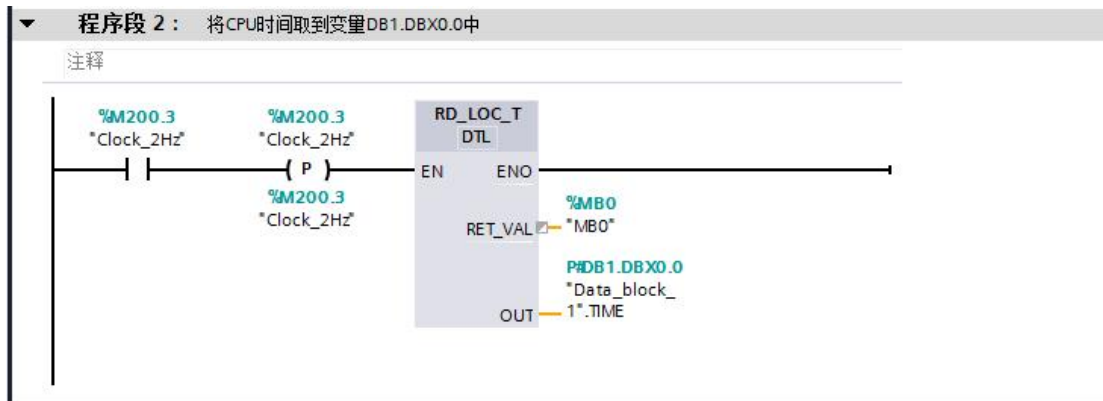 程序段 2： 将CPU时间取到变量DB1.DBX0.0中
注释
%M200.3
"Clock_2Hz"
%M200.3
"Clock_2Hz"
P
%M200.3
"Clock_2Hz"
RD_LOC_T
DTL
EN
ENO
RET_VAL
%MB0
"MB0"
OUT
P#DB1.DBX0.0
"Data_block_
1".TIME